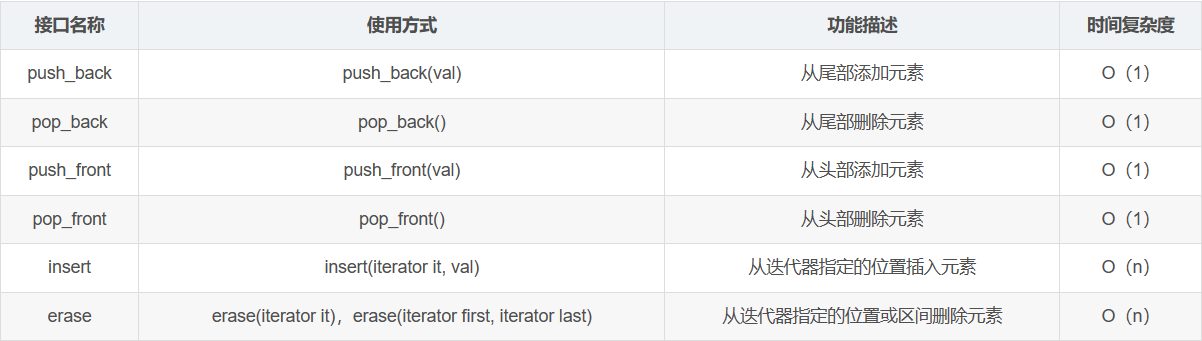 接口名称 使用方式 功能描述 时间复杂度
push_back push_back(val) 从尾部添加元素 O（1）
pop_back pop_back() 从尾部删除元素 O（1）
push_front push_front(val) 从头部添加元素 O（1）
pop_front pop_front() 从头部删除元素 O（1）
insert insert(iterator it, val) 从迭代器指定的位置插入元素 O（n）
erase erase(iterator it)，erase(iterator first, iterator last) 从迭代器指定的位置或区间删除元素 O（n）